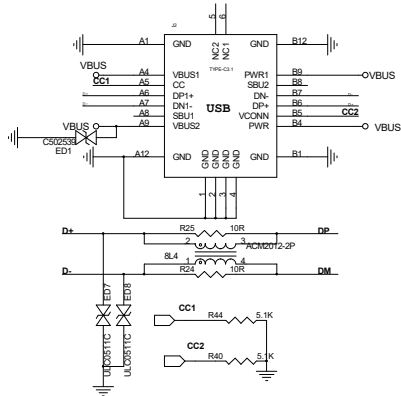 5 6
J2
NC2 NC1
A1 GND GND B12
TYPE-C3.1
VBUS
A4 VBUS1 PWR1 B9 VBUS
CC1 A5 CC SBU2 B8
A6 DP1+ DN- B7
A7 DN1- USB DP+ B6
A8 SBU1 VCONN B5 CC2
VBUS A9 VBUS2 PWR B4 VBUS
C502539
ED1
A12 GND GND B1
GND GND GND GND
1 2 3 4
D+ R25 10R DP
2 3 ACM2012-2P
8L4 1 4
D- R24 10R DM
ED7 ED8
ULC0511C ULC0511C
CC1
R44 5.1K
CC2
R40 5.1K